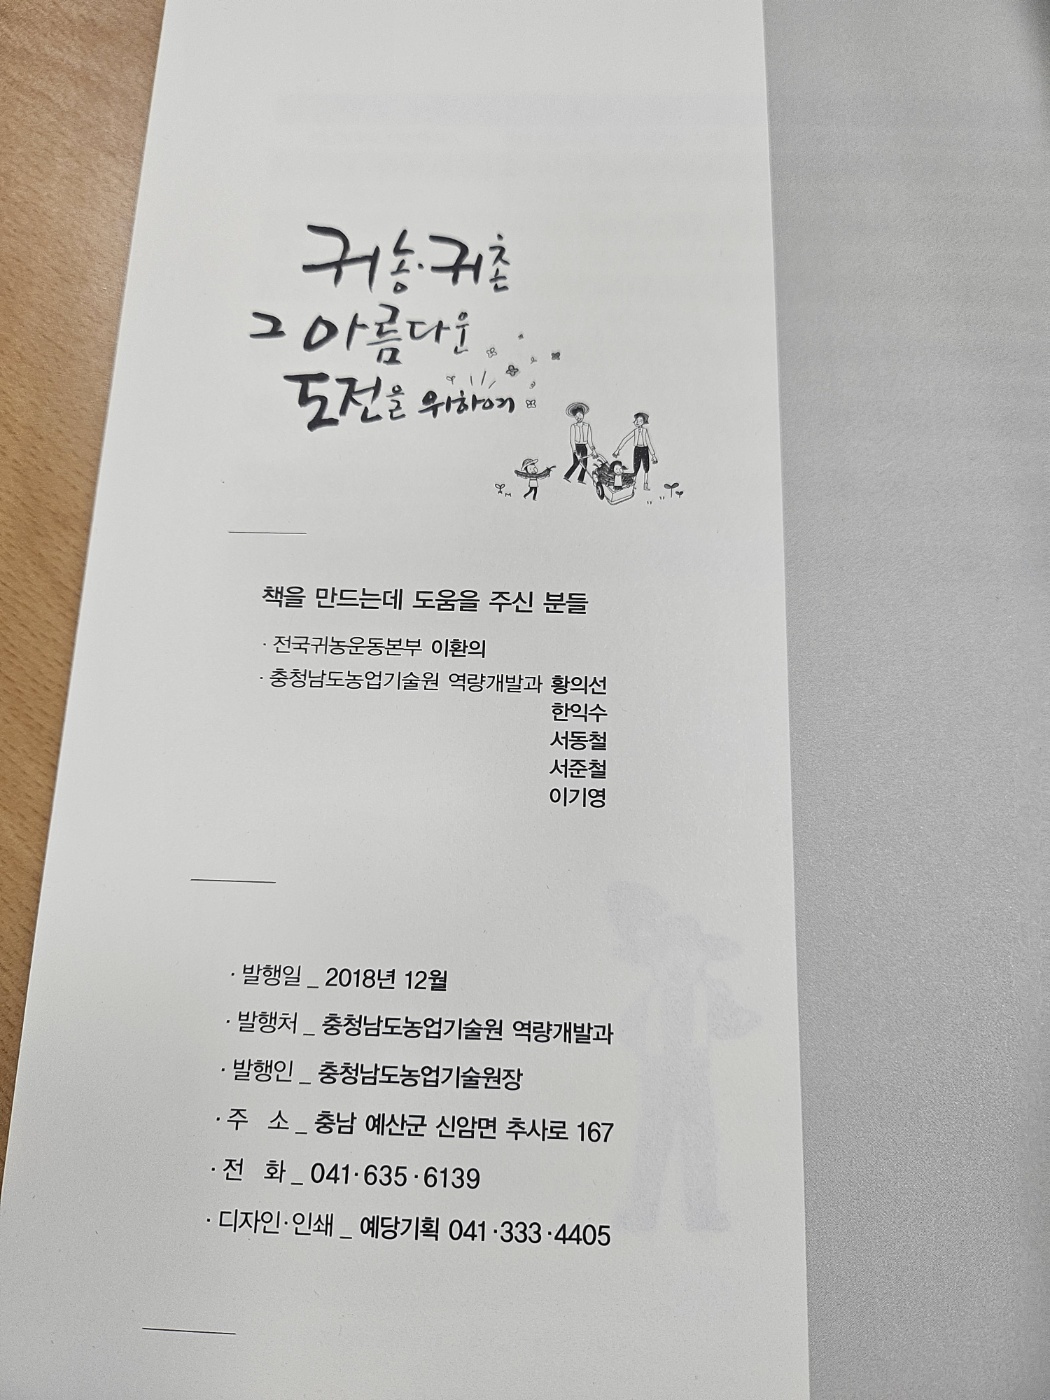 귀농·귀촌
그 아름다운
도전을 위하여
책을 만드는데 도움을 주신 분들
· 전국귀농운동본부 이환의
· 충청남도농업기술원 역량개발과 황의선
한익수
서동철
서준철
이기영
· 발행일 _ 2018년 12월
· 발행처 _ 충청남도농업기술원 역량개발과
· 발행인 _ 충청남도농업기술원장
· 주 소 _ 충남 예산군 신암면 추사로 167
· 전 화 _ 041·635·6139
· 디자인·인쇄 _ 예당기획 041·333·4405